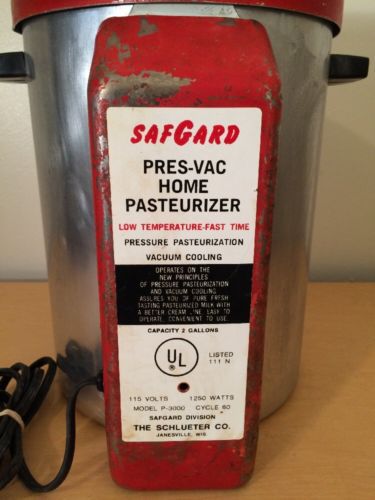 SAFGARD
PRES-VAC
HOME
PASTEURIZER
LOW TEMPERATURE-FAST TIME
PRESSURE PASTEURIZATION
VACUUM COOLING
OPERATES ON THE
NEW PRINCIPLES
OF PRESSURE PASTEURIZATION
AND VACUUM COOLING
ASSURES YOU OF PURE FRESH
TASTING PASTEURIZED MILK WITH
A BETTER CREAM LINE. EASY TO
OPERATE. CONVENIENT TO USE.
CAPACITY 2 GALLONS
UL
LISTED
111 N
115 VOLTS 1250 WATTS
MODEL P-3000 CYCLE 60
SAFGARD DIVISION
THE SCHLUETER CO.
JANESVILLE, WIS.